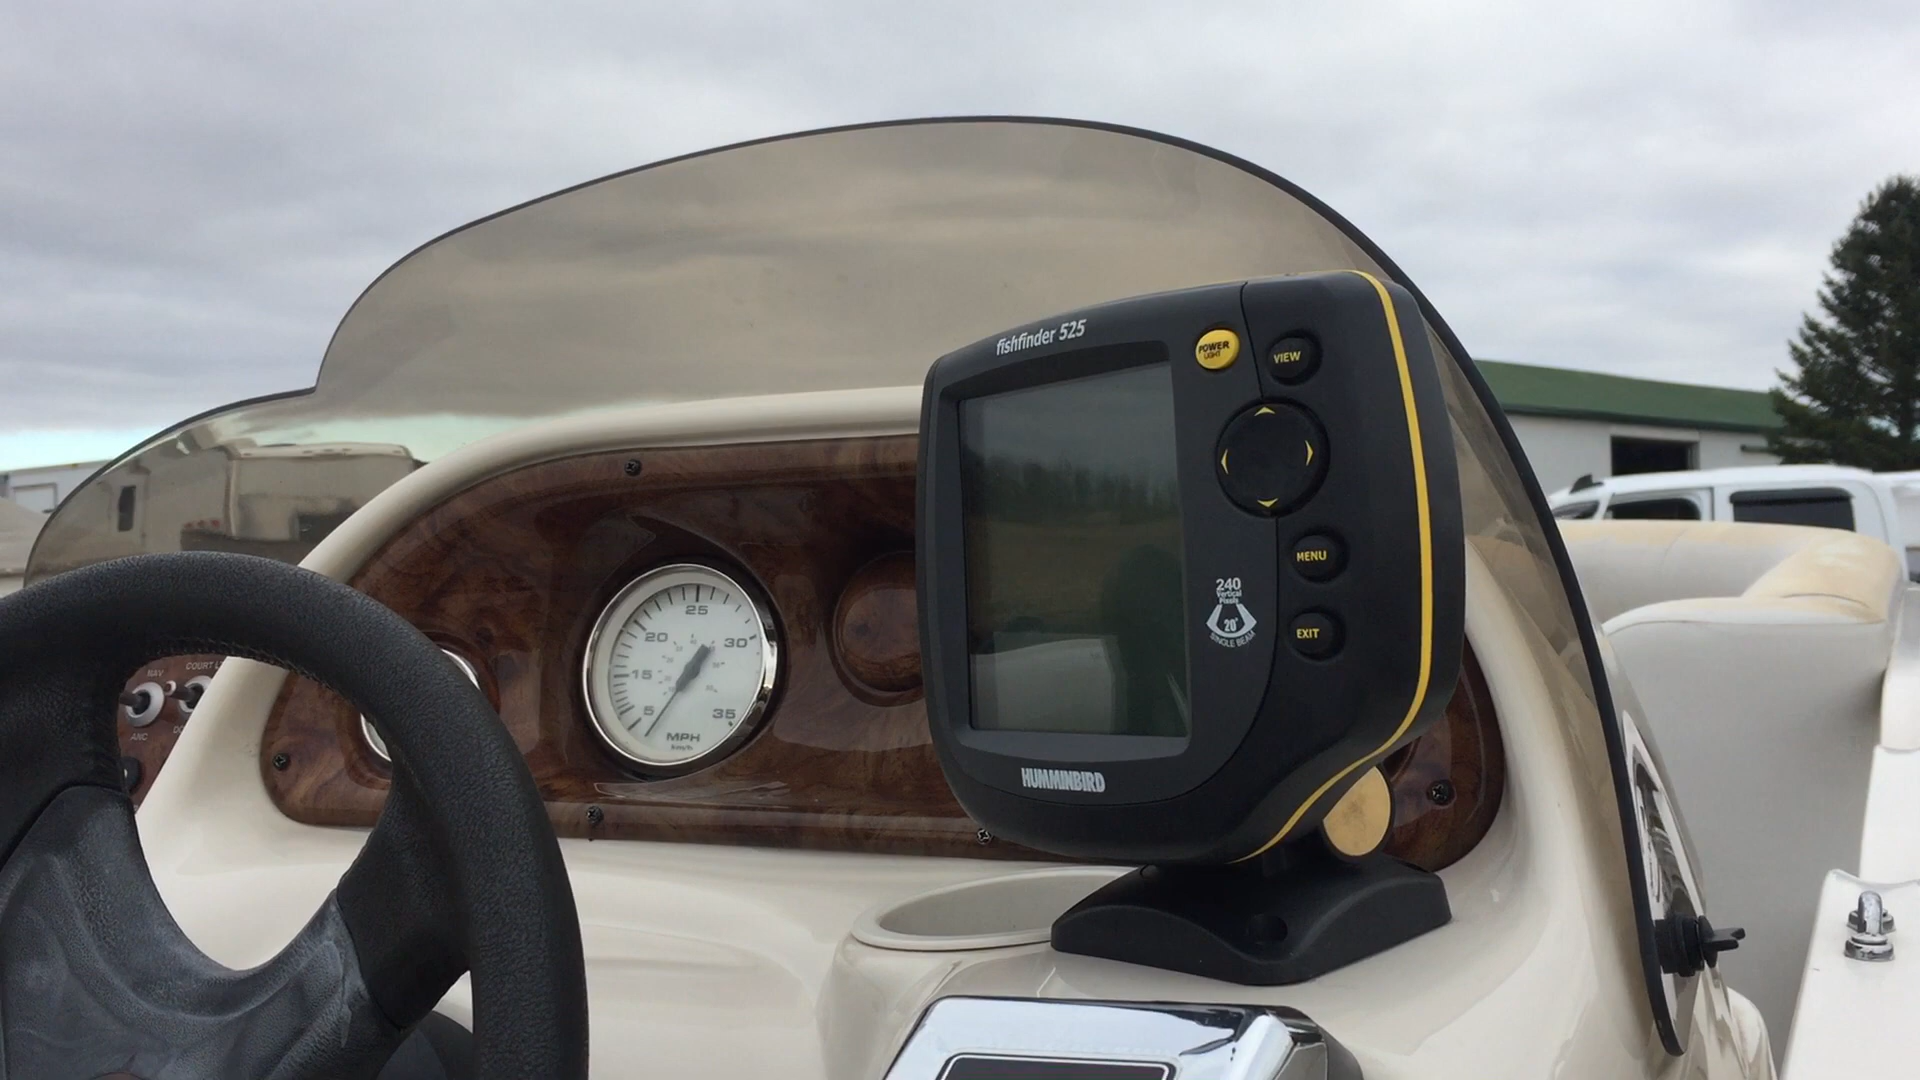 fishfinder 525
POWER
LIGHT
VIEW
MENU
EXIT
240
Vertical
Pixels
20°
SINGLE BEAM
HUMMINBIRD
NAV
COURT
ANC
25
20
30
15
5
35
MPH
km/h